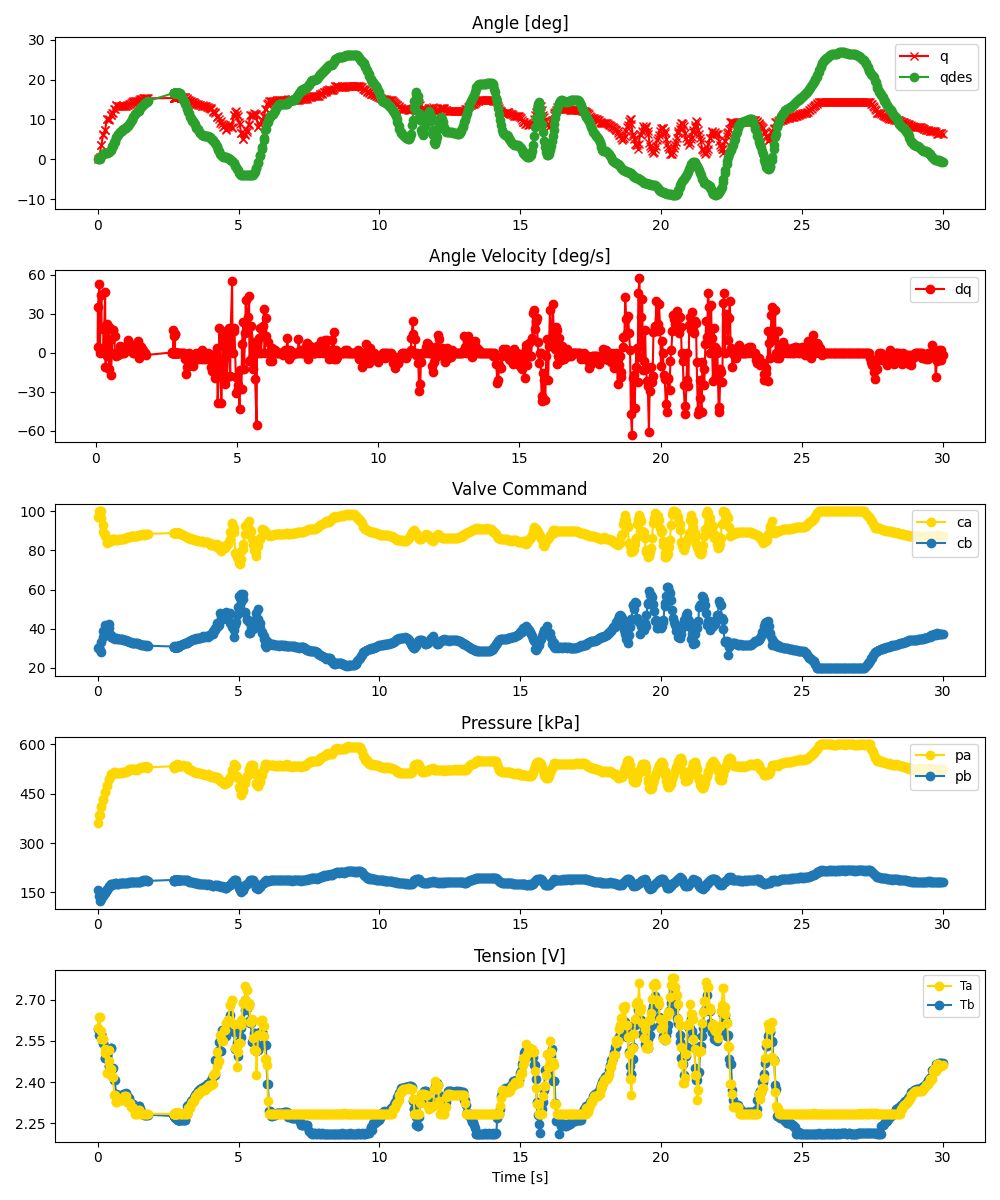 Angle [deg]
30
20
10
0
−10
q
qdes
0 5 10 15 20 25 30
Angle Velocity [deg/s]
60
30
0
−30
−60
dq
0 5 10 15 20 25 30
Valve Command
100
80
60
40
20
ca
cb
0 5 10 15 20 25 30
Pressure [kPa]
600
450
300
150
pa
pb
0 5 10 15 20 25 30
Tension [V]
2.70
2.55
2.40
2.25
Ta
Tb
0 5 10 15 20 25 30
Time [s]